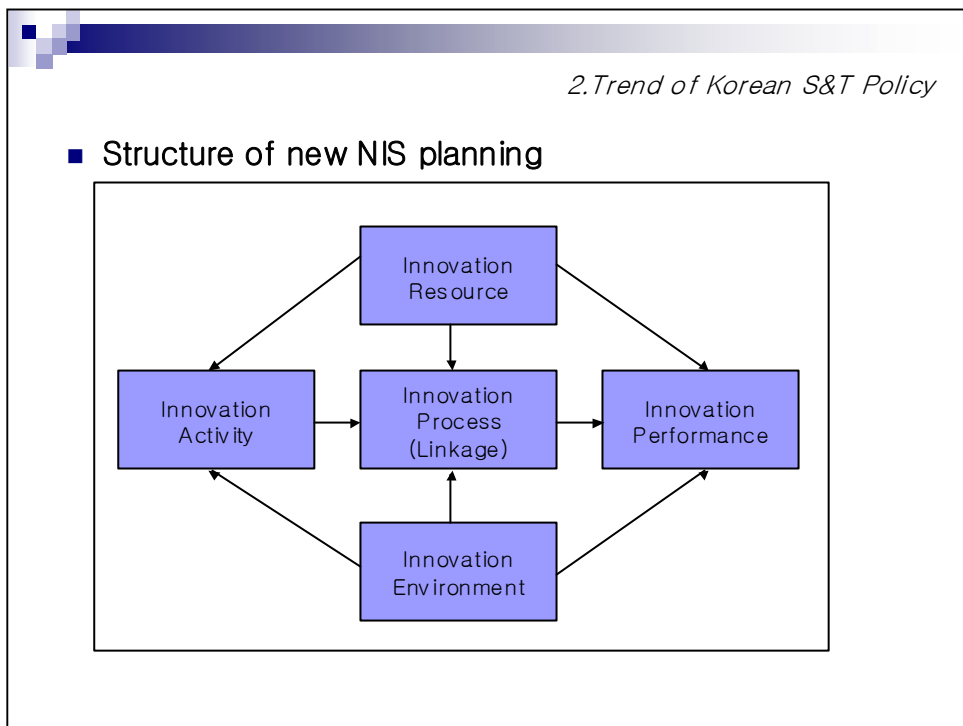 2.Trend of Korean S&T Policy
Structure of new NIS planning
Innovation
Resource
Innovation
Activity
Innovation
Process
(Linkage)
Innovation
Performance
Innovation
Environment